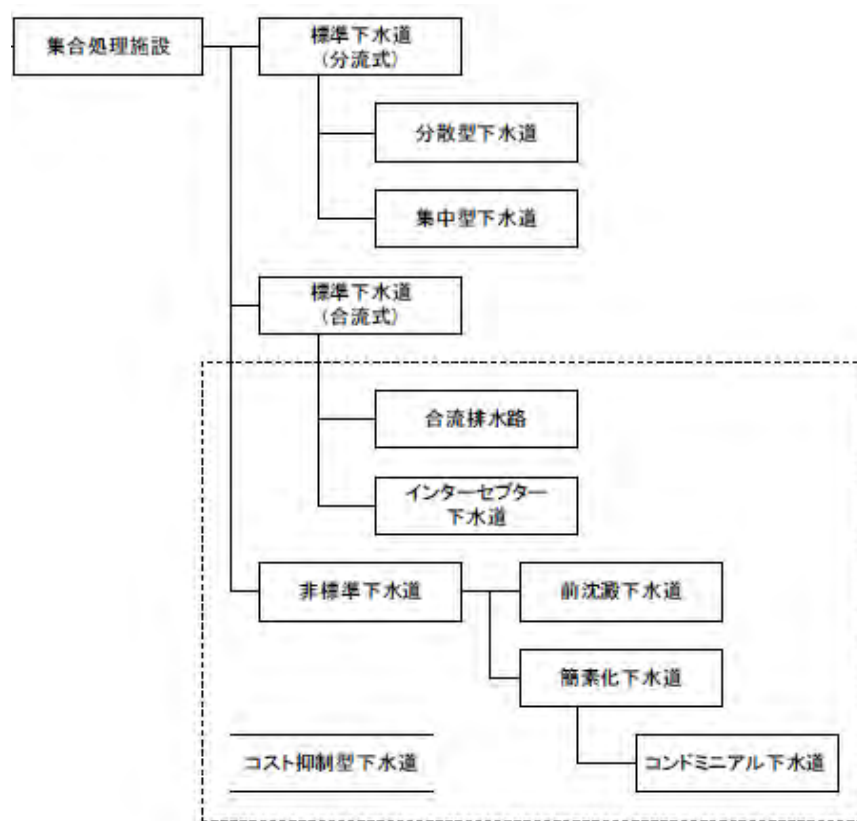 集合処理施設
標準下水道
(分流式)
分散型下水道
集中型下水道
標準下水道
(合流式)
合流排水路
インターセプター
下水道
非標準下水道
前沈澱下水道
簡素化下水道
コスト抑制型下水道
コンドミニアル下水道